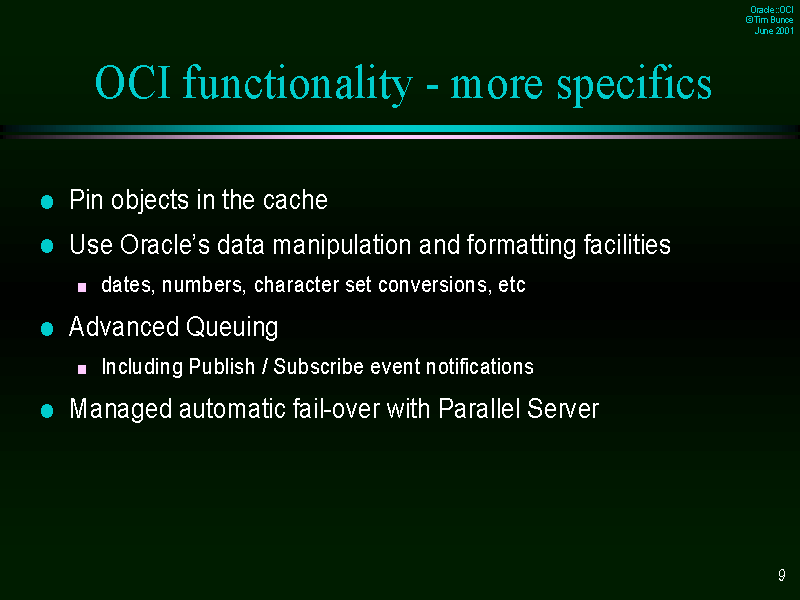 Oracle::OCI
©Tim Bunce
June 2001
OCI functionality - more specifics
Pin objects in the cache
Use Oracle’s data manipulation and formatting facilities
dates, numbers, character set conversions, etc
Advanced Queuing
Including Publish / Subscribe event notifications
Managed automatic fail-over with Parallel Server
9